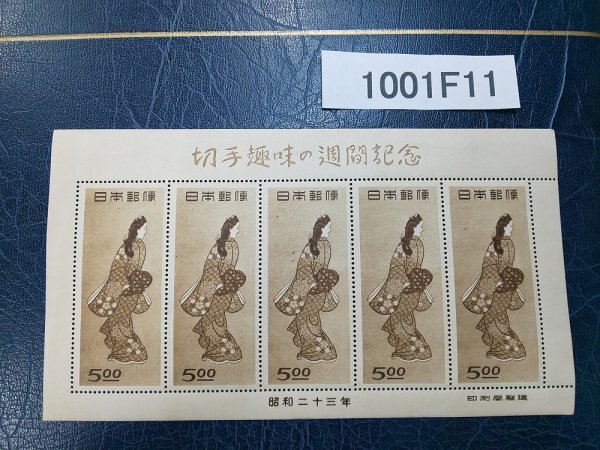 1001F11
切手趣味の週間記念
日本郵便 日本郵便 日本郵便 日本郵便 日本郵便
5.00 5.00 5.00 5.00 5.00
昭和二十三年 印刷局製造